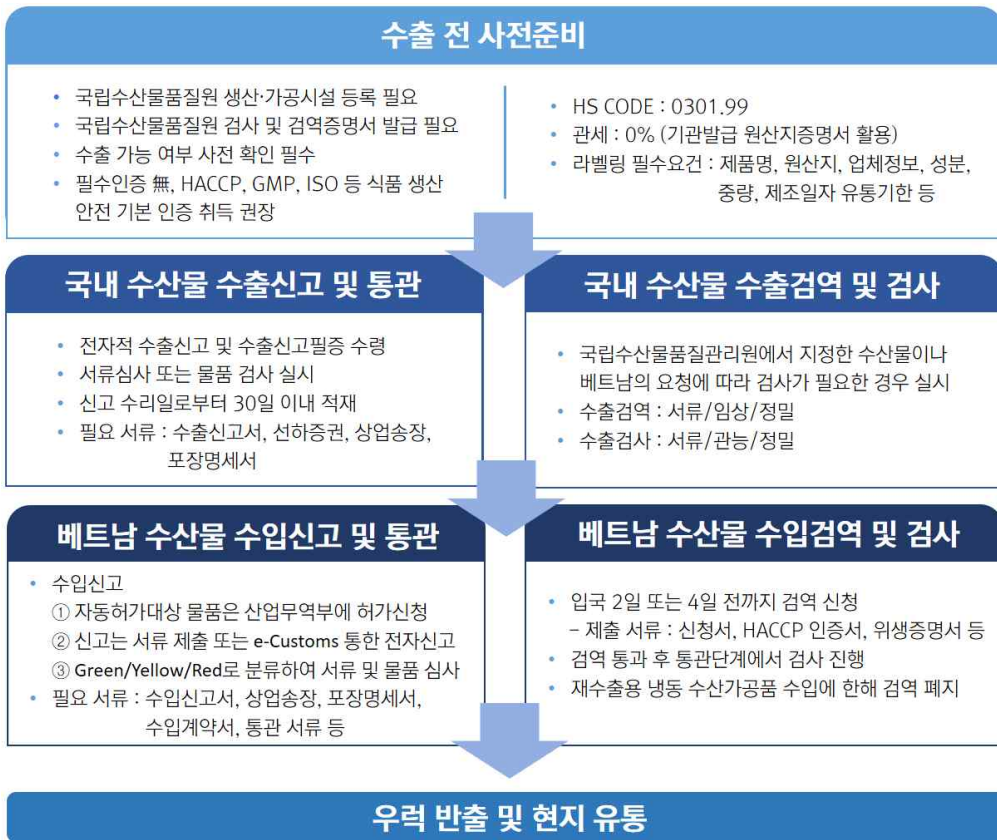 수출 전 사전준비
• 국립수산물품질원 생산·가공시설 등록 필요
• 국립수산물품질원 검사 및 검역증명서 발급 필요
• 수출 가능 여부 사전 확인 필수
• 필수인증 無, HACCP, GMP, ISO 등 식품 생산
안전 기본 인증 취득 권장
• HS CODE : 0301.99
• 관세 : 0% (기관발급 원산지증명서 활용)
• 라벨링 필수요건 : 제품명, 원산지, 업체정보, 성분,
중량, 제조일자 유통기한 등
국내 수산물 수출신고 및 통관
• 전자적 수출신고 및 수출신고필증 수령
• 서류심사 또는 물품 검사 실시
• 신고 수리일로부터 30일 이내 적재
• 필요 서류 : 수출신고서, 선하증권, 상업송장,
포장명세서
국내 수산물 수출검역 및 검사
• 국립수산물품질관리원에서 지정한 수산물이나
베트남의 요청에 따라 검사가 필요한 경우 실시
• 수출검역 : 서류/임상/정밀
• 수출검사 : 서류/관능/정밀
베트남 수산물 수입신고 및 통관
• 수입신고
① 자동허가대상 물품은 산업무역부에 허가신청
② 신고는 서류 제출 또는 e-Customs 통한 전자신고
③ Green/Yellow/Red로 분류하여 서류 및 물품 심사
• 필요 서류 : 수입신고서, 상업송장, 포장명세서,
수입계약서, 통관 서류 등
베트남 수산물 수입검역 및 검사
• 입국 2일 또는 4일 전까지 검역 신청
– 제출 서류 : 신청서, HACCP 인증서, 위생증명서 등
• 검역 통과 후 통관단계에서 검사 진행
• 재수출용 냉동 수산가공품 수입에 한해 검역 폐지
우럭 반출 및 현지 유통